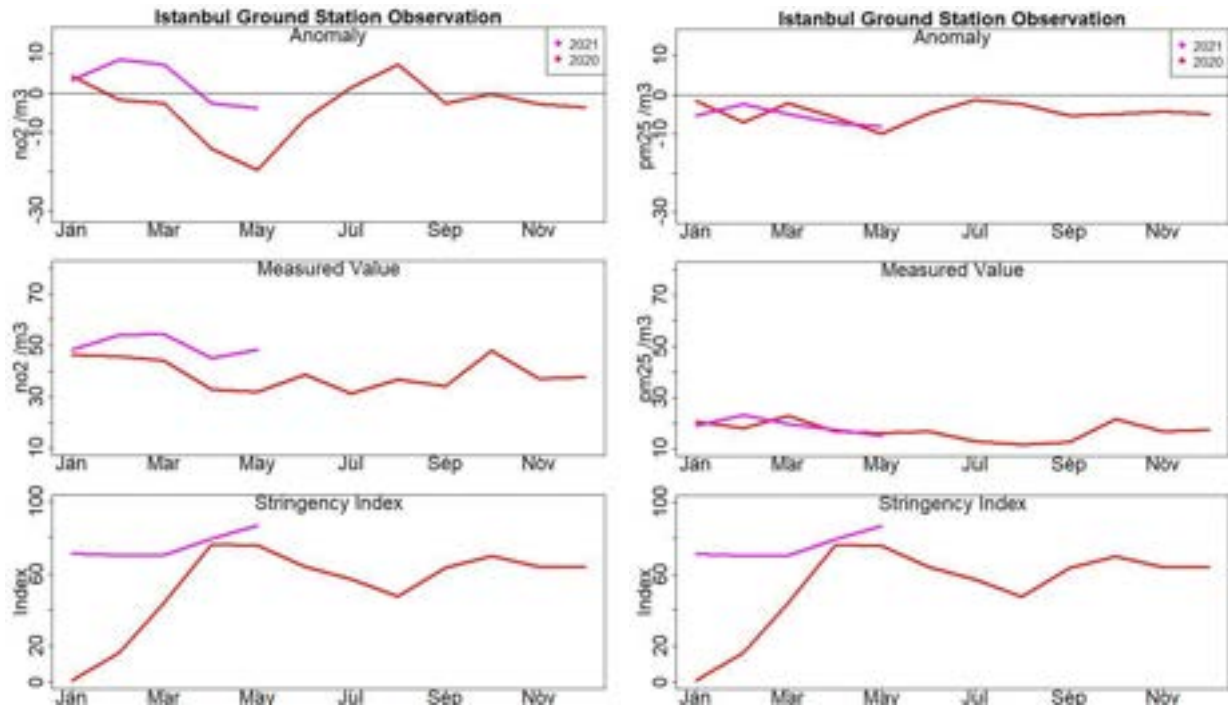 Istanbul Ground Station Observation
Anomaly
2021
2020
no2 /m3
10
0
-10
-30
Jan Mar May Jul Sep Nov
Measured Value
no2 /m3
70
50
30
10
Jan Mar May Jul Sep Nov
Stringency Index
Index
100
60
20
0
Jan Mar May Jul Sep Nov
Istanbul Ground Station Observation
Anomaly
2021
2020
pm25 /m3
10
0
-10
-30
Jan Mar May Jul Sep Nov
Measured Value
pm25 /m3
70
50
30
10
Jan Mar May Jul Sep Nov
Stringency Index
Index
100
60
20
0
Jan Mar May Jul Sep Nov